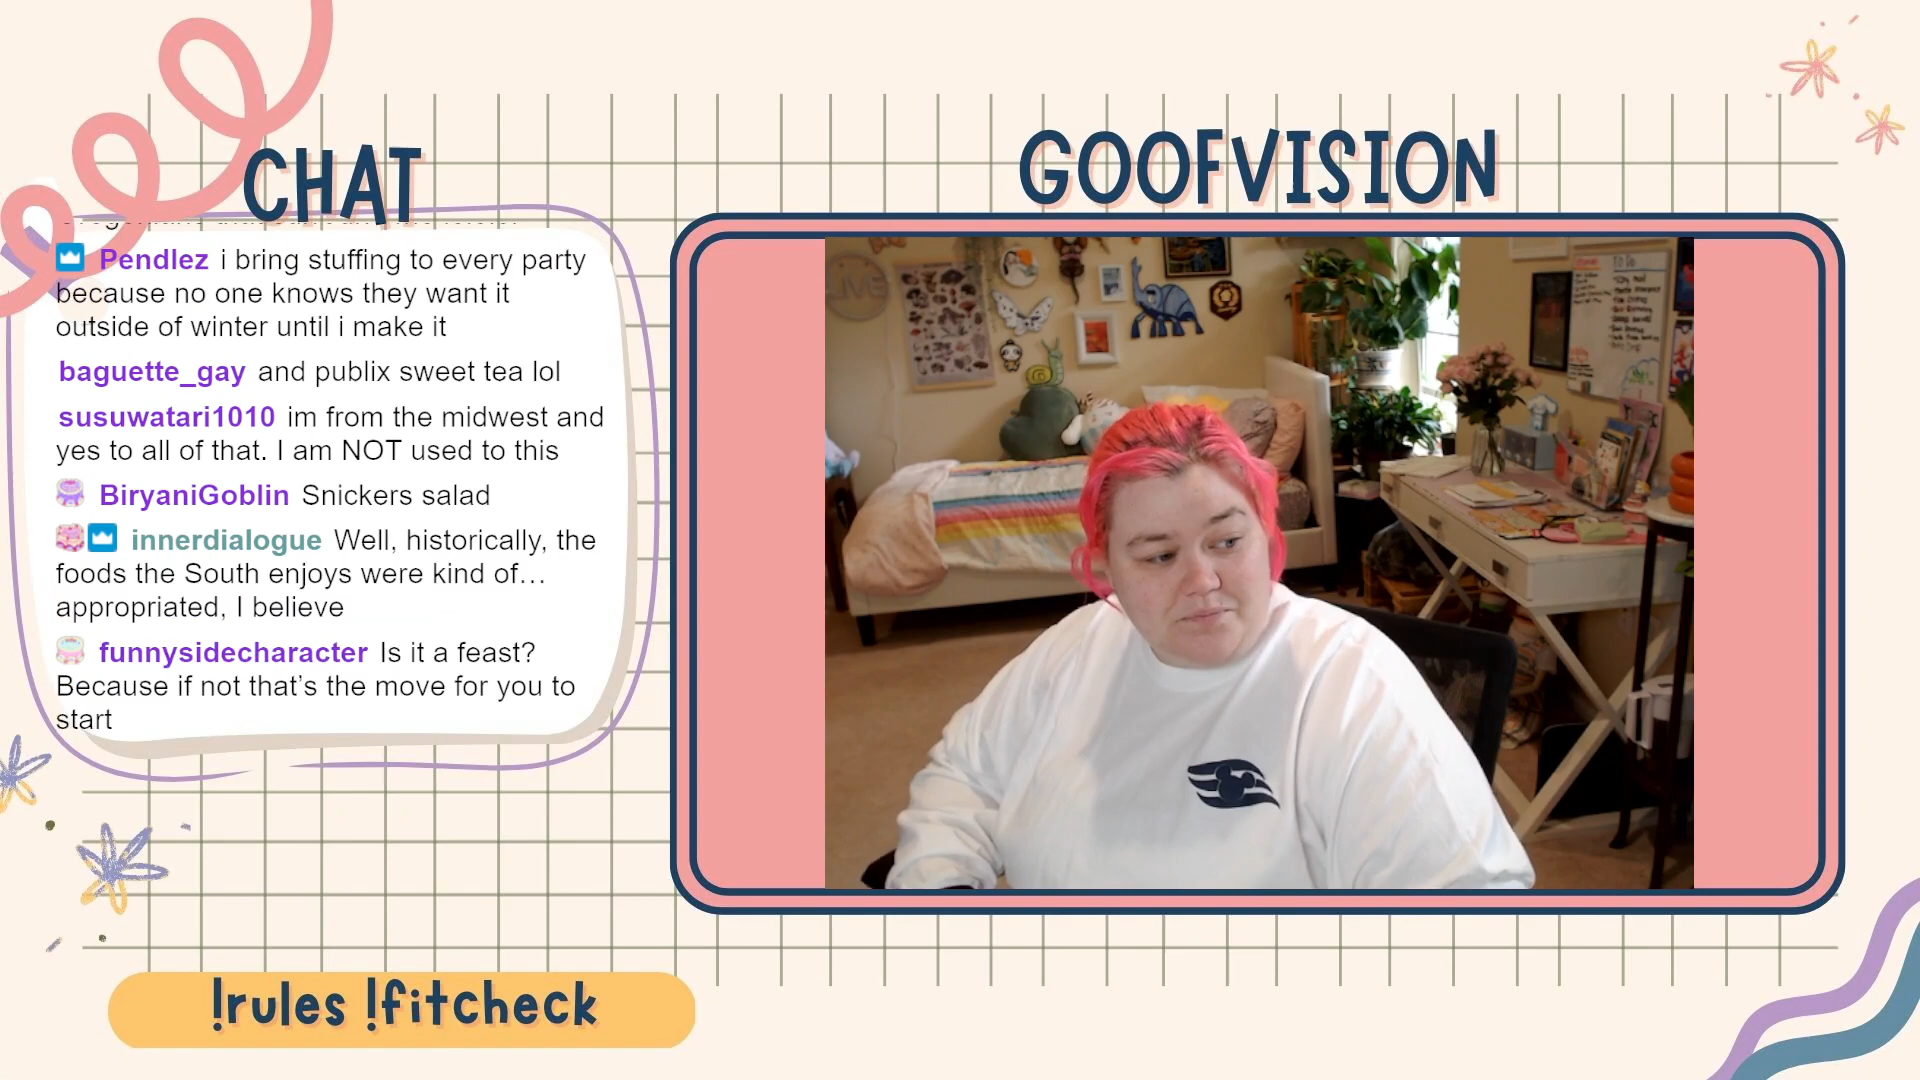 CHAT
GOOFVISION
Pendlez i bring stuffing to every party
because no one knows they want it
outside of winter until i make it
baguette_gay and publix sweet tea lol
susuwatari1010 im from the midwest and
yes to all of that. I am NOT used to this
BiryaniGoblin Snickers salad
innerdialogue Well, historically, the
foods the South enjoys were kind of…
appropriated, I believe
funnysidecharacter Is it a feast?
Because if not that’s the move for you to
start
LIVE
To Do
!rules !fitcheck